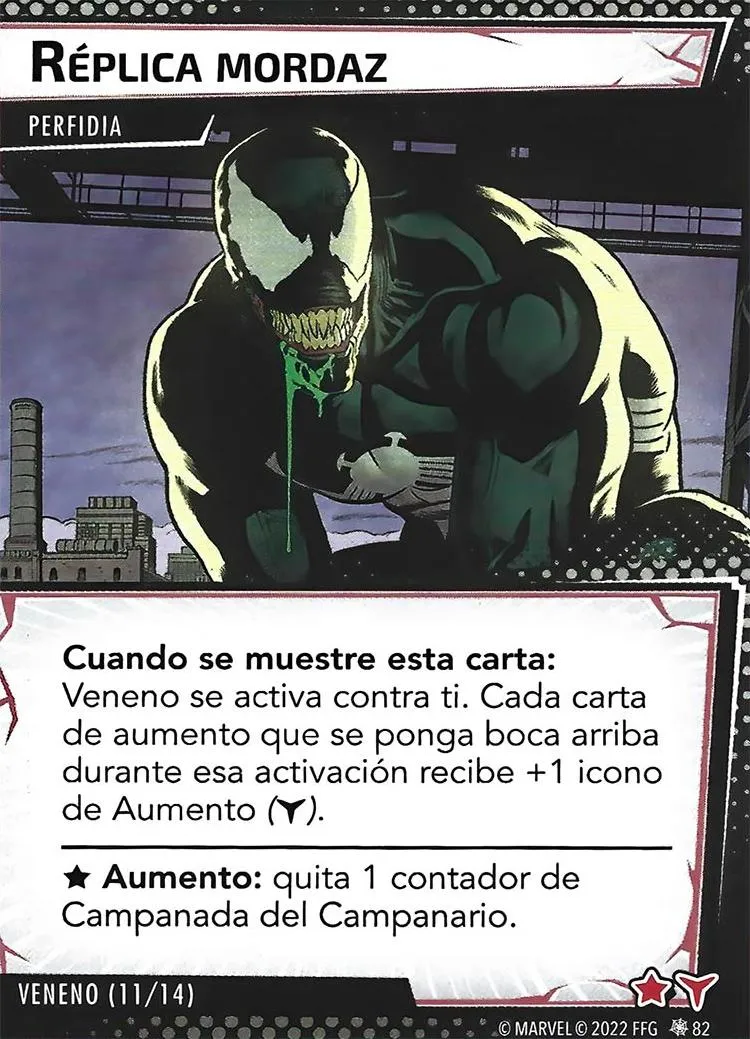 RÉPLICA MORDAZ
PERFIDIA
Cuando se muestre esta carta:
Veneno se activa contra ti. Cada carta
de aumento que se ponga boca arriba
durante esa activación recibe +1 icono
de Aumento ( ).
★ Aumento: quita 1 contador de
Campanada del Campanario.
VENENO (11/14)
© MARVEL © 2022 FFG 82